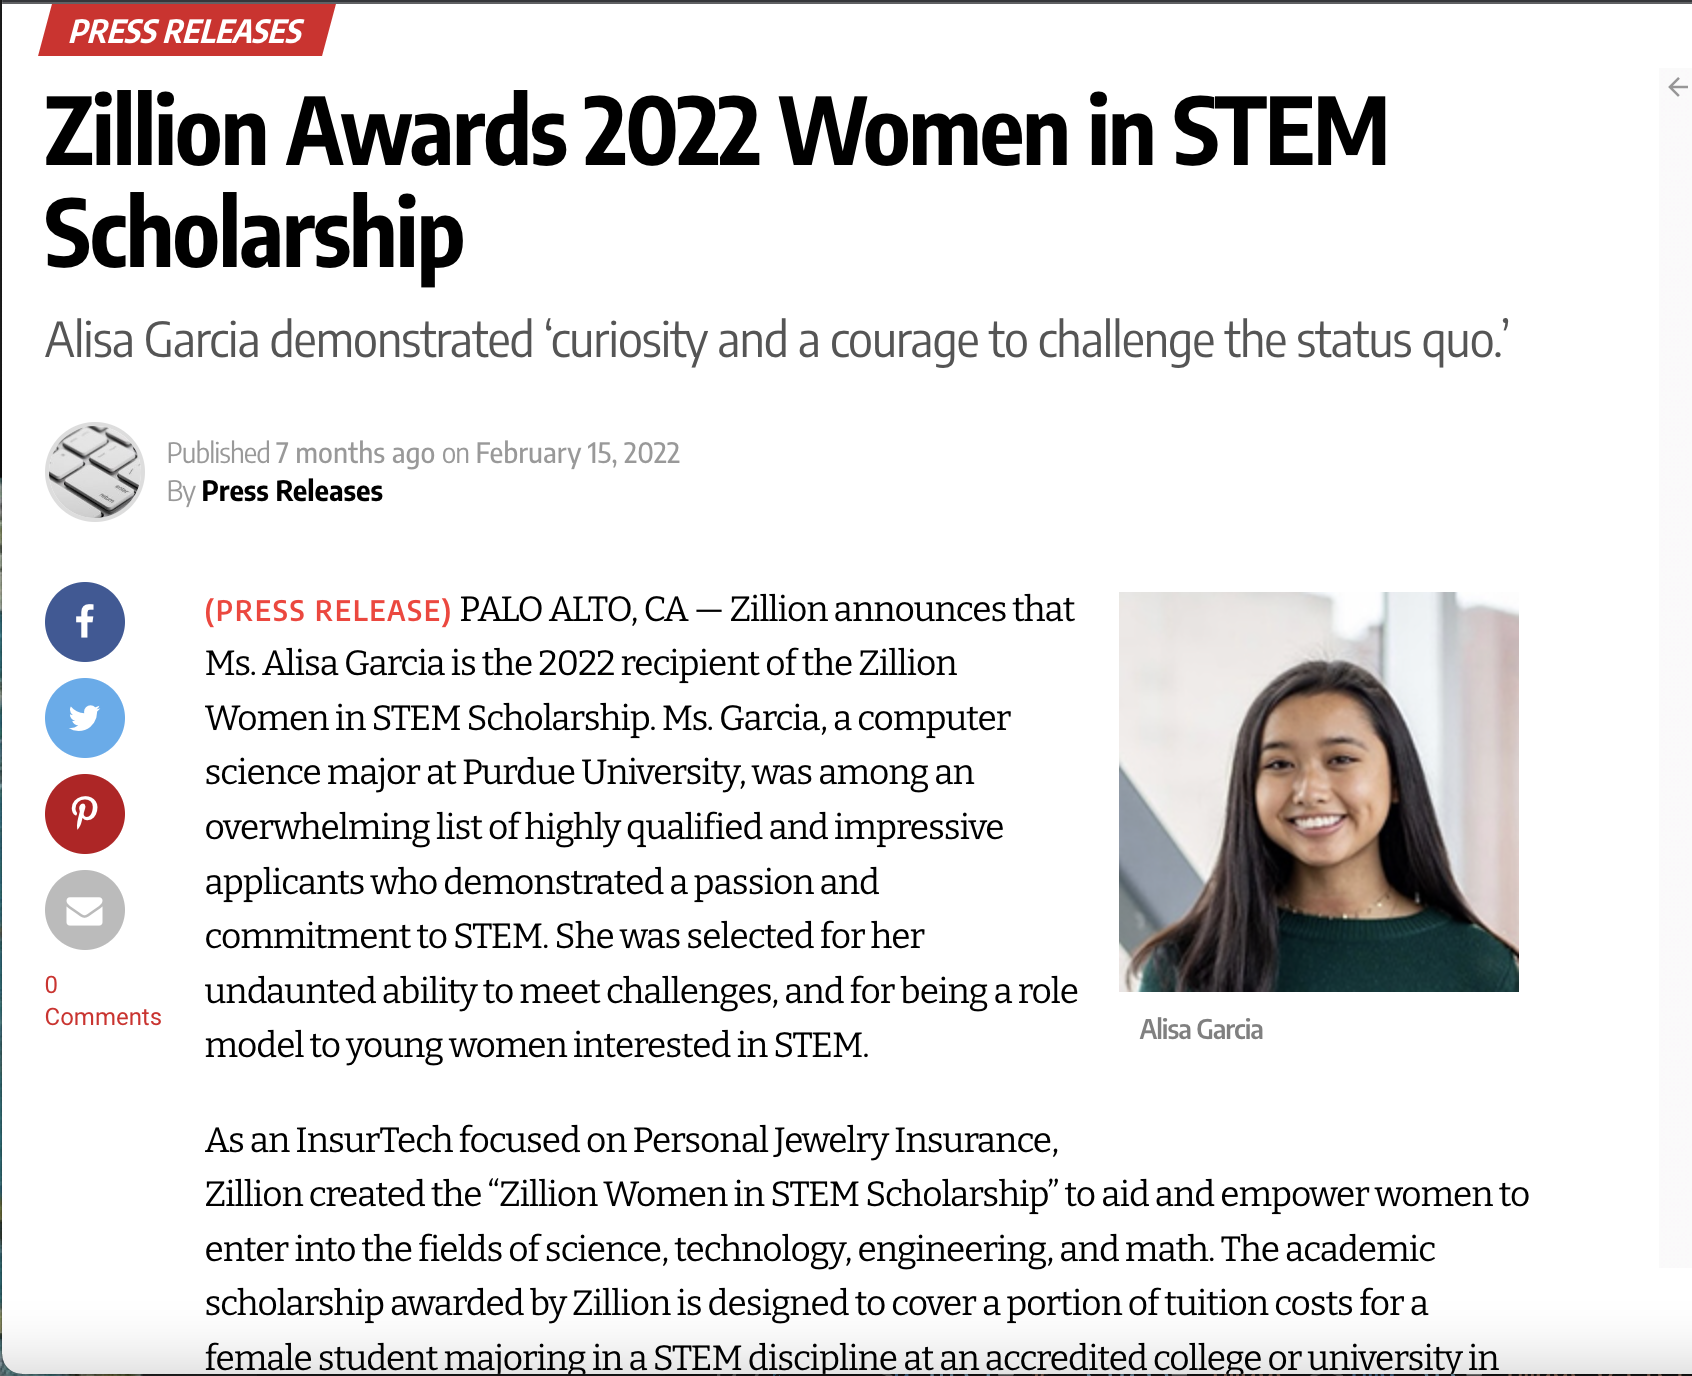 PRESS RELEASES
Zillion Awards 2022 Women in STEM
Scholarship
Alisa Garcia demonstrated ‘curiosity and a courage to challenge the status quo.’
Published 7 months ago on February 15, 2022
By Press Releases
0
Comments
(PRESS RELEASE) PALO ALTO, CA — Zillion announces that
Ms. Alisa Garcia is the 2022 recipient of the Zillion
Women in STEM Scholarship. Ms. Garcia, a computer
science major at Purdue University, was among an
overwhelming list of highly qualified and impressive
applicants who demonstrated a passion and
commitment to STEM. She was selected for her
undaunted ability to meet challenges, and for being a role
model to young women interested in STEM.
Alisa Garcia
As an InsurTech focused on Personal Jewelry Insurance,
Zillion created the “Zillion Women in STEM Scholarship” to aid and empower women to
enter into the fields of science, technology, engineering, and math. The academic
scholarship awarded by Zillion is designed to cover a portion of tuition costs for a
female student majoring in a STEM discipline at an accredited college or university in